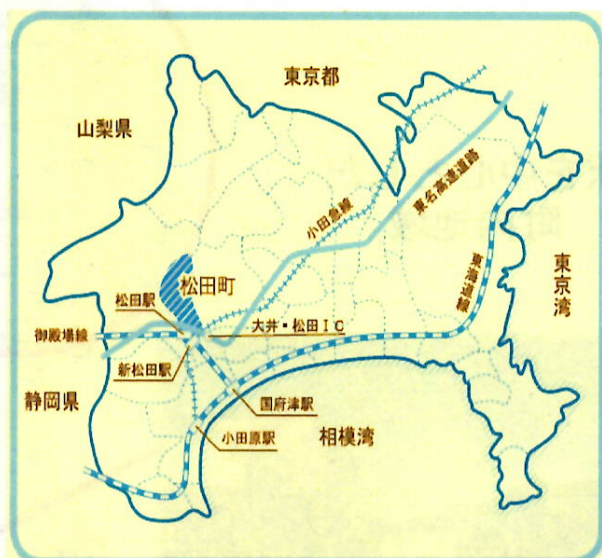 東京都
山梨県
小田急線
東名高速道路
東海道線
東京湾
松田町
松田駅
大井・松田IC
御殿場線
新松田駅
静岡県
国府津駅
小田原駅
相模湾